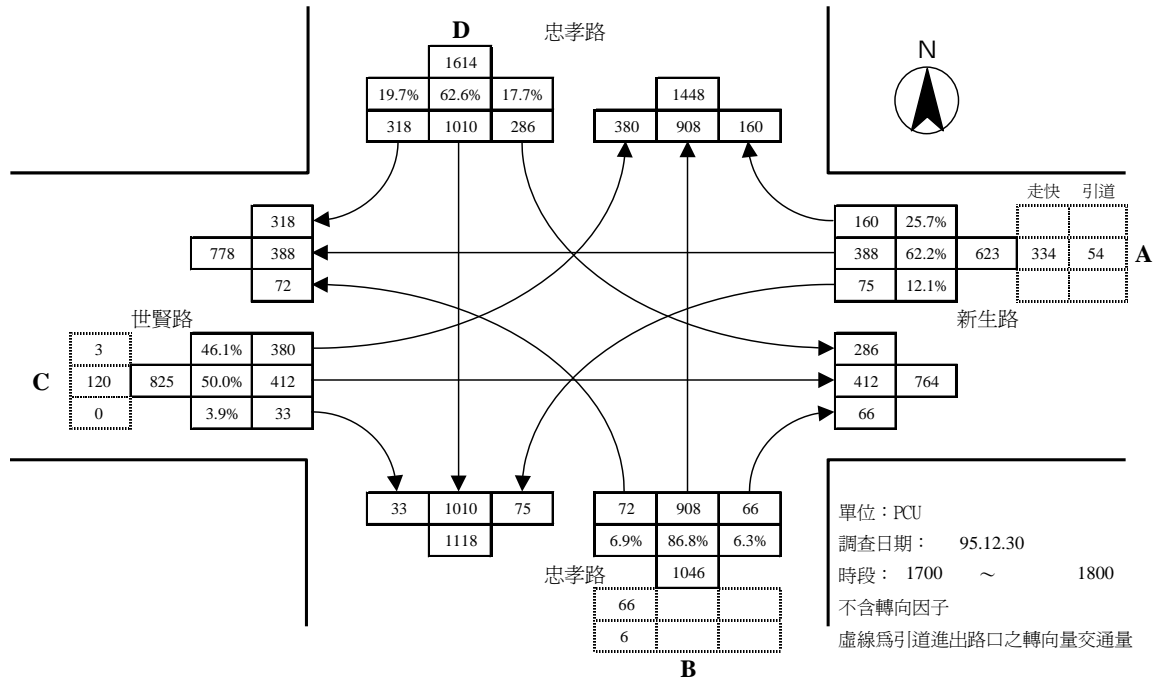 D 忠孝路
N
1614
19.7% 62.6% 17.7%
318 1010 286
1448
380 908 160
走快 引道
318
778 388
72
160 25.7%
388 62.2% 623 334 54 A
75 12.1%
世賢路
新生路
3 46.1% 380
C 120 825 50.0% 412
0 3.9% 33
286
412 764
66
33 1010 75
1118
72 908 66
6.9% 86.8% 6.3%
忠孝路 1046
66
6
B
單位：PCU
調查日期： 95.12.30
時段： 1700 ～ 1800
不含轉向因子
虛線為引道進出路口之轉向量交通量